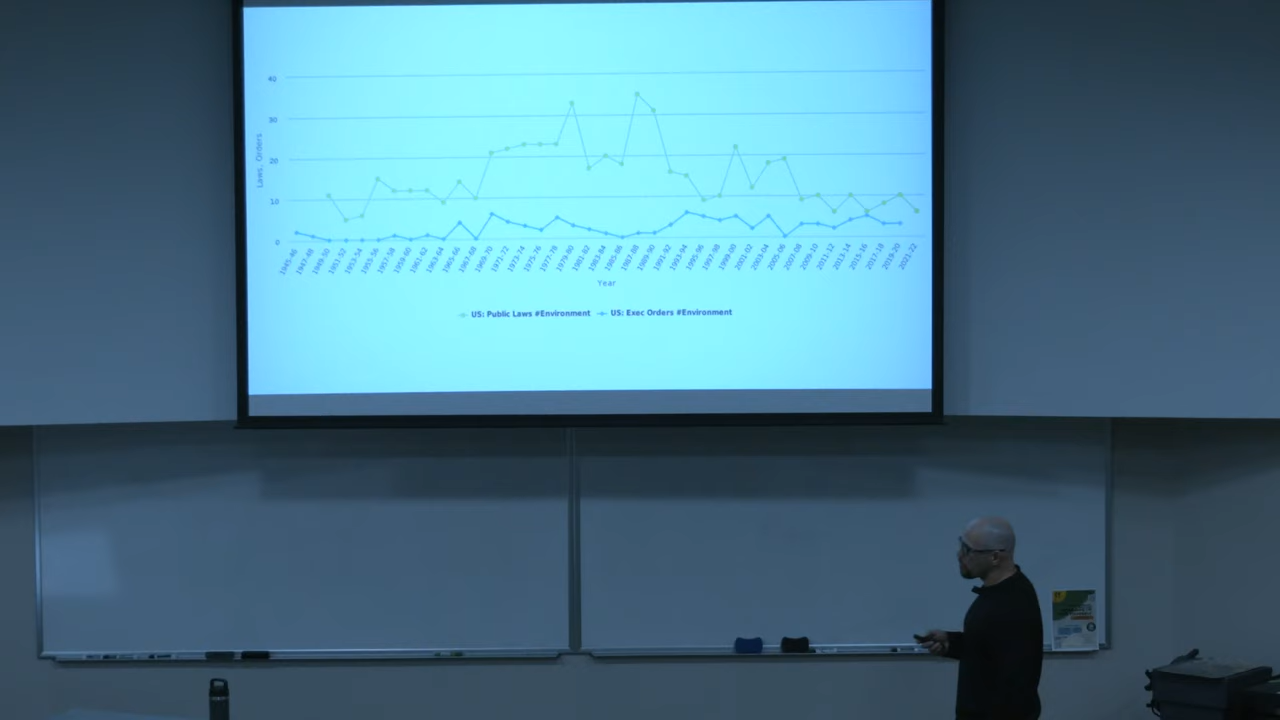 40
30
20
10
0
Laws, Orders
1945-46 1947-48 1949-50 1951-52 1953-54 1955-56 1957-58 1959-60 1961-62 1963-64 1965-66 1967-68 1969-70 1971-72 1973-74 1975-76 1977-78 1979-80 1981-82 1983-84 1985-86 1987-88 1989-90 1991-92 1993-94 1995-96 1997-98 1999-00 2001-02 2003-04 2005-06 2007-08 2009-10 2011-12 2013-14 2015-16 2017-18 2019-20 2021-22
Year
US: Public Laws #Environment US: Exec Orders #Environment